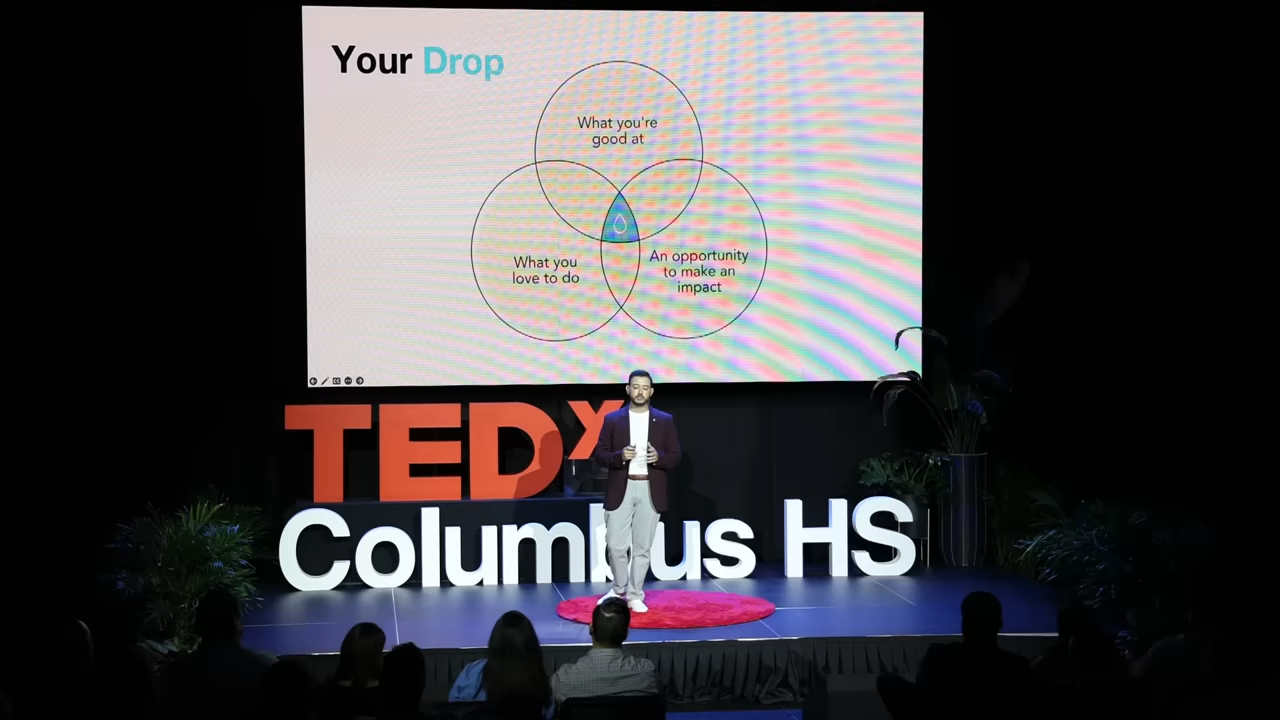 Your Drop
What you're
good at
What you
love to do
An opportunity
to make an
impact
TEDx
Columbus HS